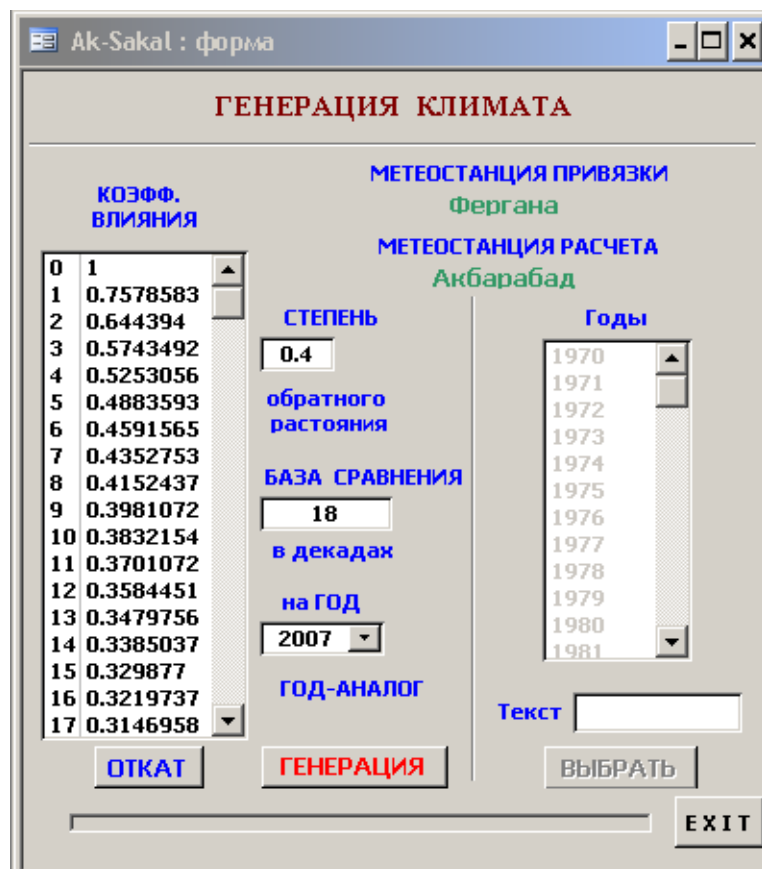 Ak-Sakal : форма
ГЕНЕРАЦИЯ КЛИМАТА
МЕТЕОСТАНЦИЯ ПРИВЯЗКИ
Фергана
МЕТЕОСТАНЦИЯ РАСЧЕТА
Акбарабад
КОЭФФ.
ВЛИЯНИЯ
0 1
1 0.7578583
2 0.644394
3 0.5743492
4 0.5253056
5 0.4883593
6 0.4591565
7 0.4352753
8 0.4152437
9 0.3981072
10 0.3832154
11 0.3701072
12 0.3584451
13 0.3479756
14 0.3385037
15 0.329877
16 0.3219737
17 0.3146958
ОТКАТ
СТЕПЕНЬ
0.4
обратного
растояния
БАЗА СРАВНЕНИЯ
18
в декадах
на ГОД
2007
ГОД-АНАЛОГ
ГЕНЕРАЦИЯ
Годы
1970
1971
1972
1973
1974
1975
1976
1977
1978
1979
1980
1981
Текст
ВЫБРАТЬ
EXIT